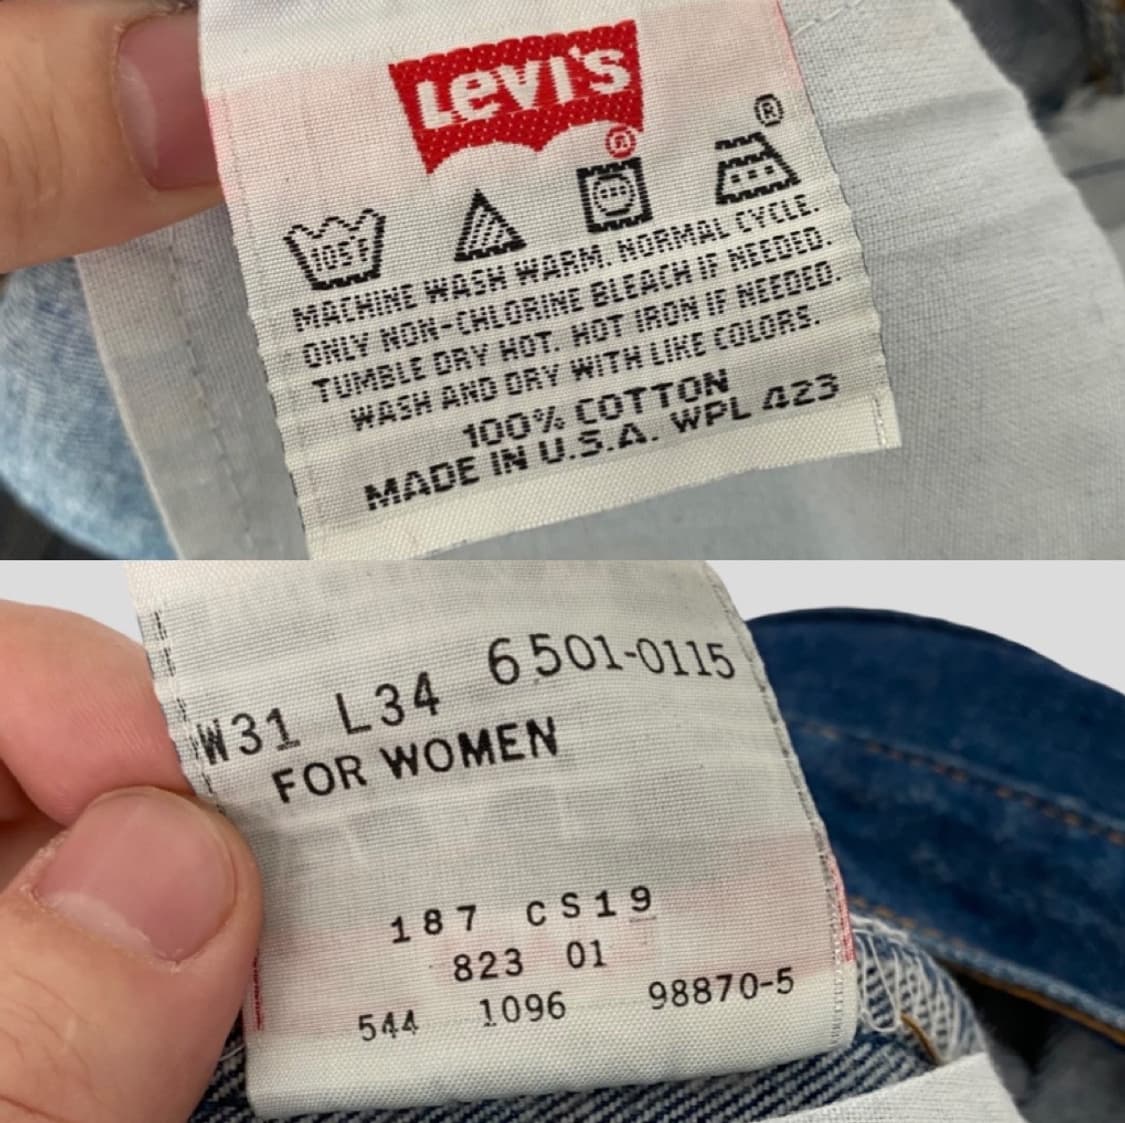 Levi's
®
®
105°F
MACHINE WASH WARM. NORMAL CYCLE.
ONLY NON-CHLORINE BLEACH IF NEEDED.
TUMBLE DRY HOT. HOT IRON IF NEEDED.
WASH AND DRY WITH LIKE COLORS.
100% COTTON
MADE IN U.S.A. WPL 423
W31 L34 6501-0115
FOR WOMEN
187 CS19
823 01
544 1096 98870-5